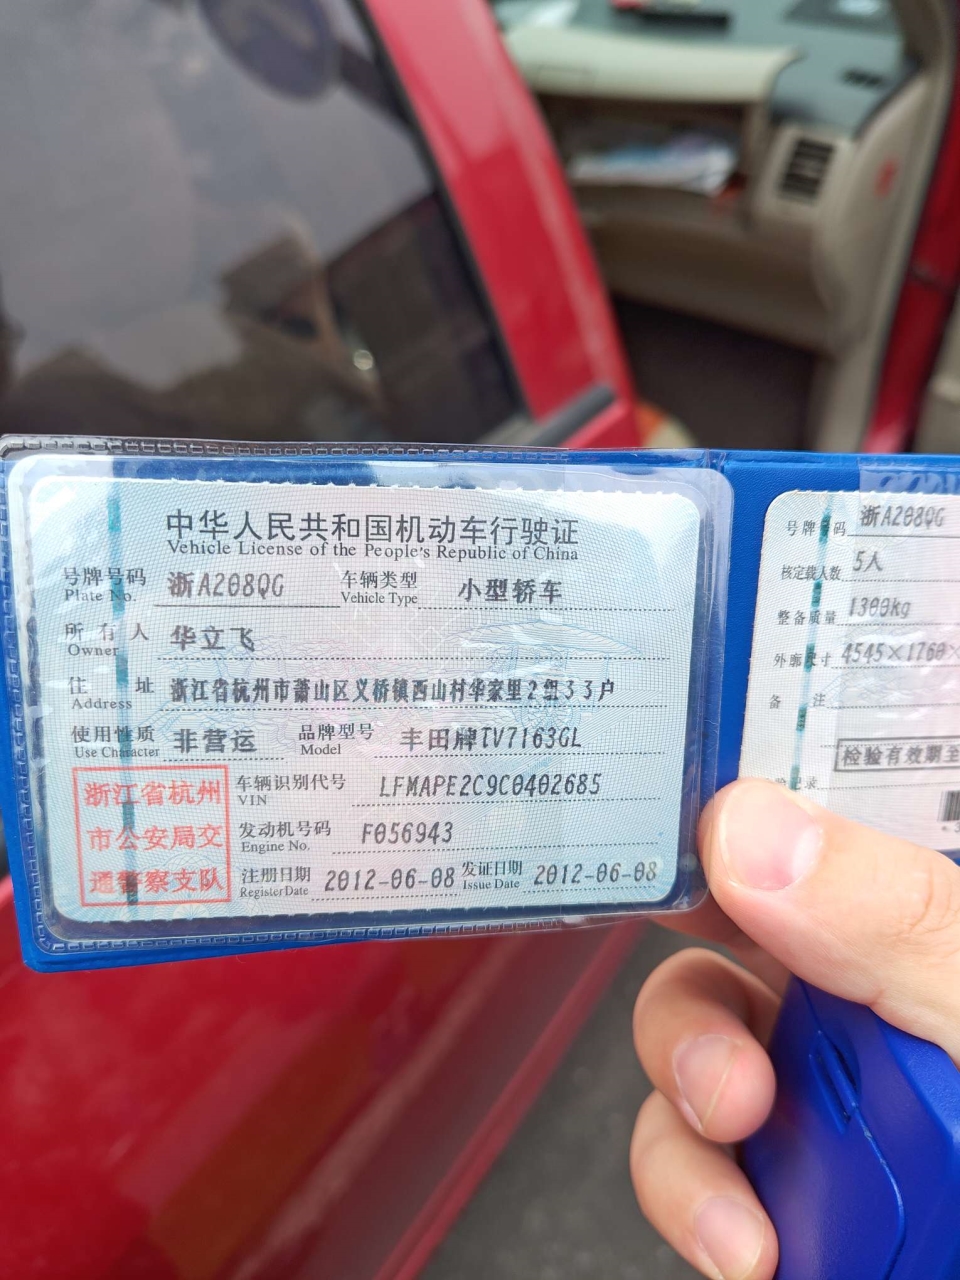 中华人民共和国机动车行驶证
Vehicle License of the People's Republic of China
号牌号码 浙A208QG 车辆类型 小型轿车
Plate No. Vehicle Type
所有人 华立飞
Owner
住址 浙江省杭州市萧山区义桥镇西山村华家里2组33户
Address
使用性质 非营运 品牌型号 丰田牌TV7163GL
Use Character Model
浙江省杭州
市公安局交
通警察支队
车辆识别代号 LFMAPE2C9C0402685
VIN
发动机号码 F056943
Engine No.
注册日期 2012-06-08 发证日期 2012-06-08
Register Date Issue Date
号牌号码 浙A208QG
核定载人数 5人
整备质量 1300kg
外廓尺寸 4545×1760×
备注
检验有效期至
录